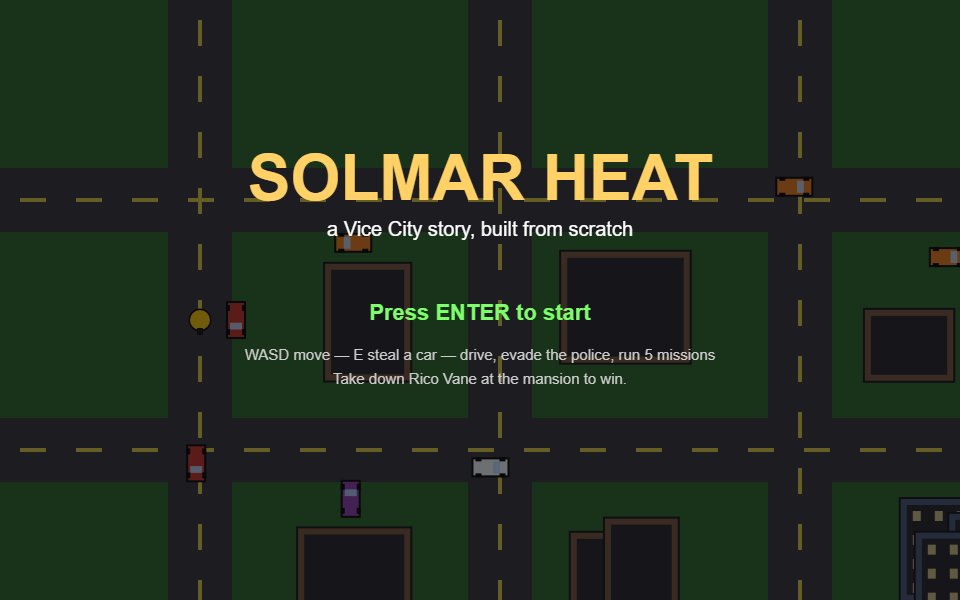 SOLMAR HEAT
a Vice City story, built from scratch
Press ENTER to start
WASD move — E steal a car — drive, evade the police, run 5 missions
Take down Rico Vane at the mansion to win.